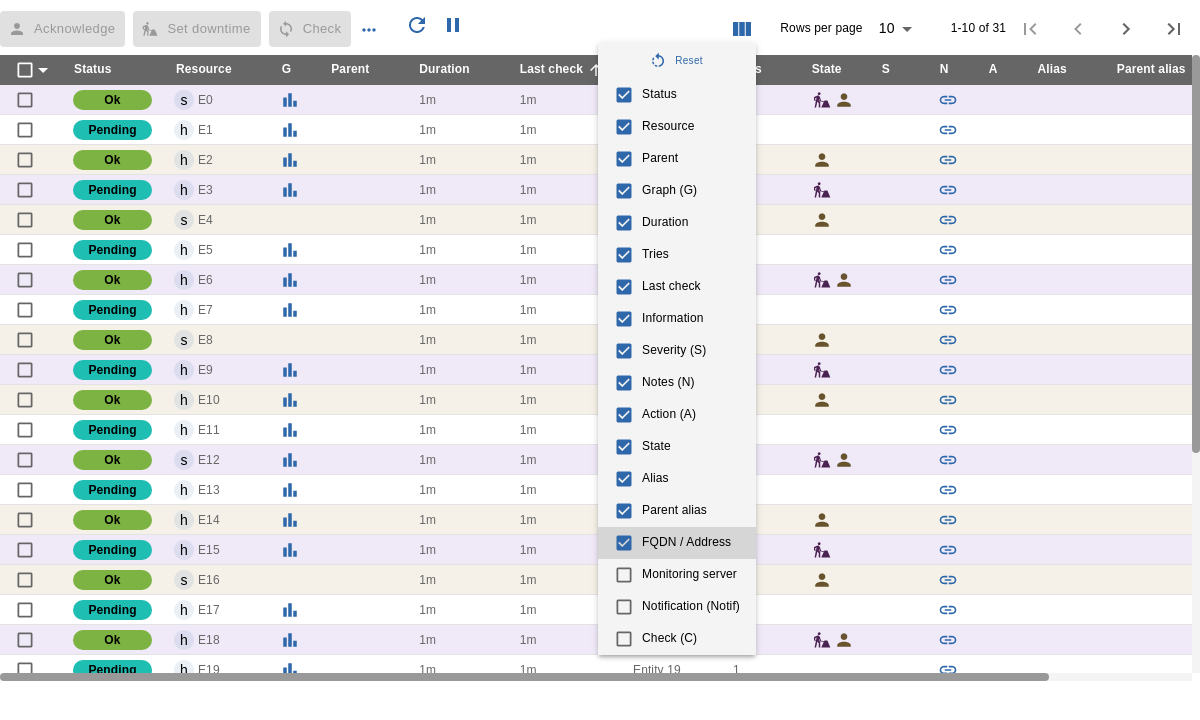 Acknowledge Set downtime Check Rows per page 10 1-10 of 31
Status Resource G Parent Duration Last check s State S N A Alias Parent alias
Ok s E0 1m 1m
Pending h E1 1m 1m
Ok h E2 1m 1m
Pending h E3 1m 1m
Ok s E4 1m 1m
Pending h E5 1m 1m
Ok h E6 1m 1m
Pending h E7 1m 1m
Ok s E8 1m 1m
Pending h E9 1m 1m
Ok h E10 1m 1m
Pending h E11 1m 1m
Ok s E12 1m 1m
Pending h E13 1m 1m
Ok h E14 1m 1m
Pending h E15 1m 1m
Ok s E16 1m 1m
Pending h E17 1m 1m
Ok h E18 1m 1m
Pending h E19 1m 1m Entity 19 1
Reset
Status
Resource
Parent
Graph (G)
Duration
Tries
Last check
Information
Severity (S)
Notes (N)
Action (A)
State
Alias
Parent alias
FQDN / Address
Monitoring server
Notification (Notif)
Check (C)